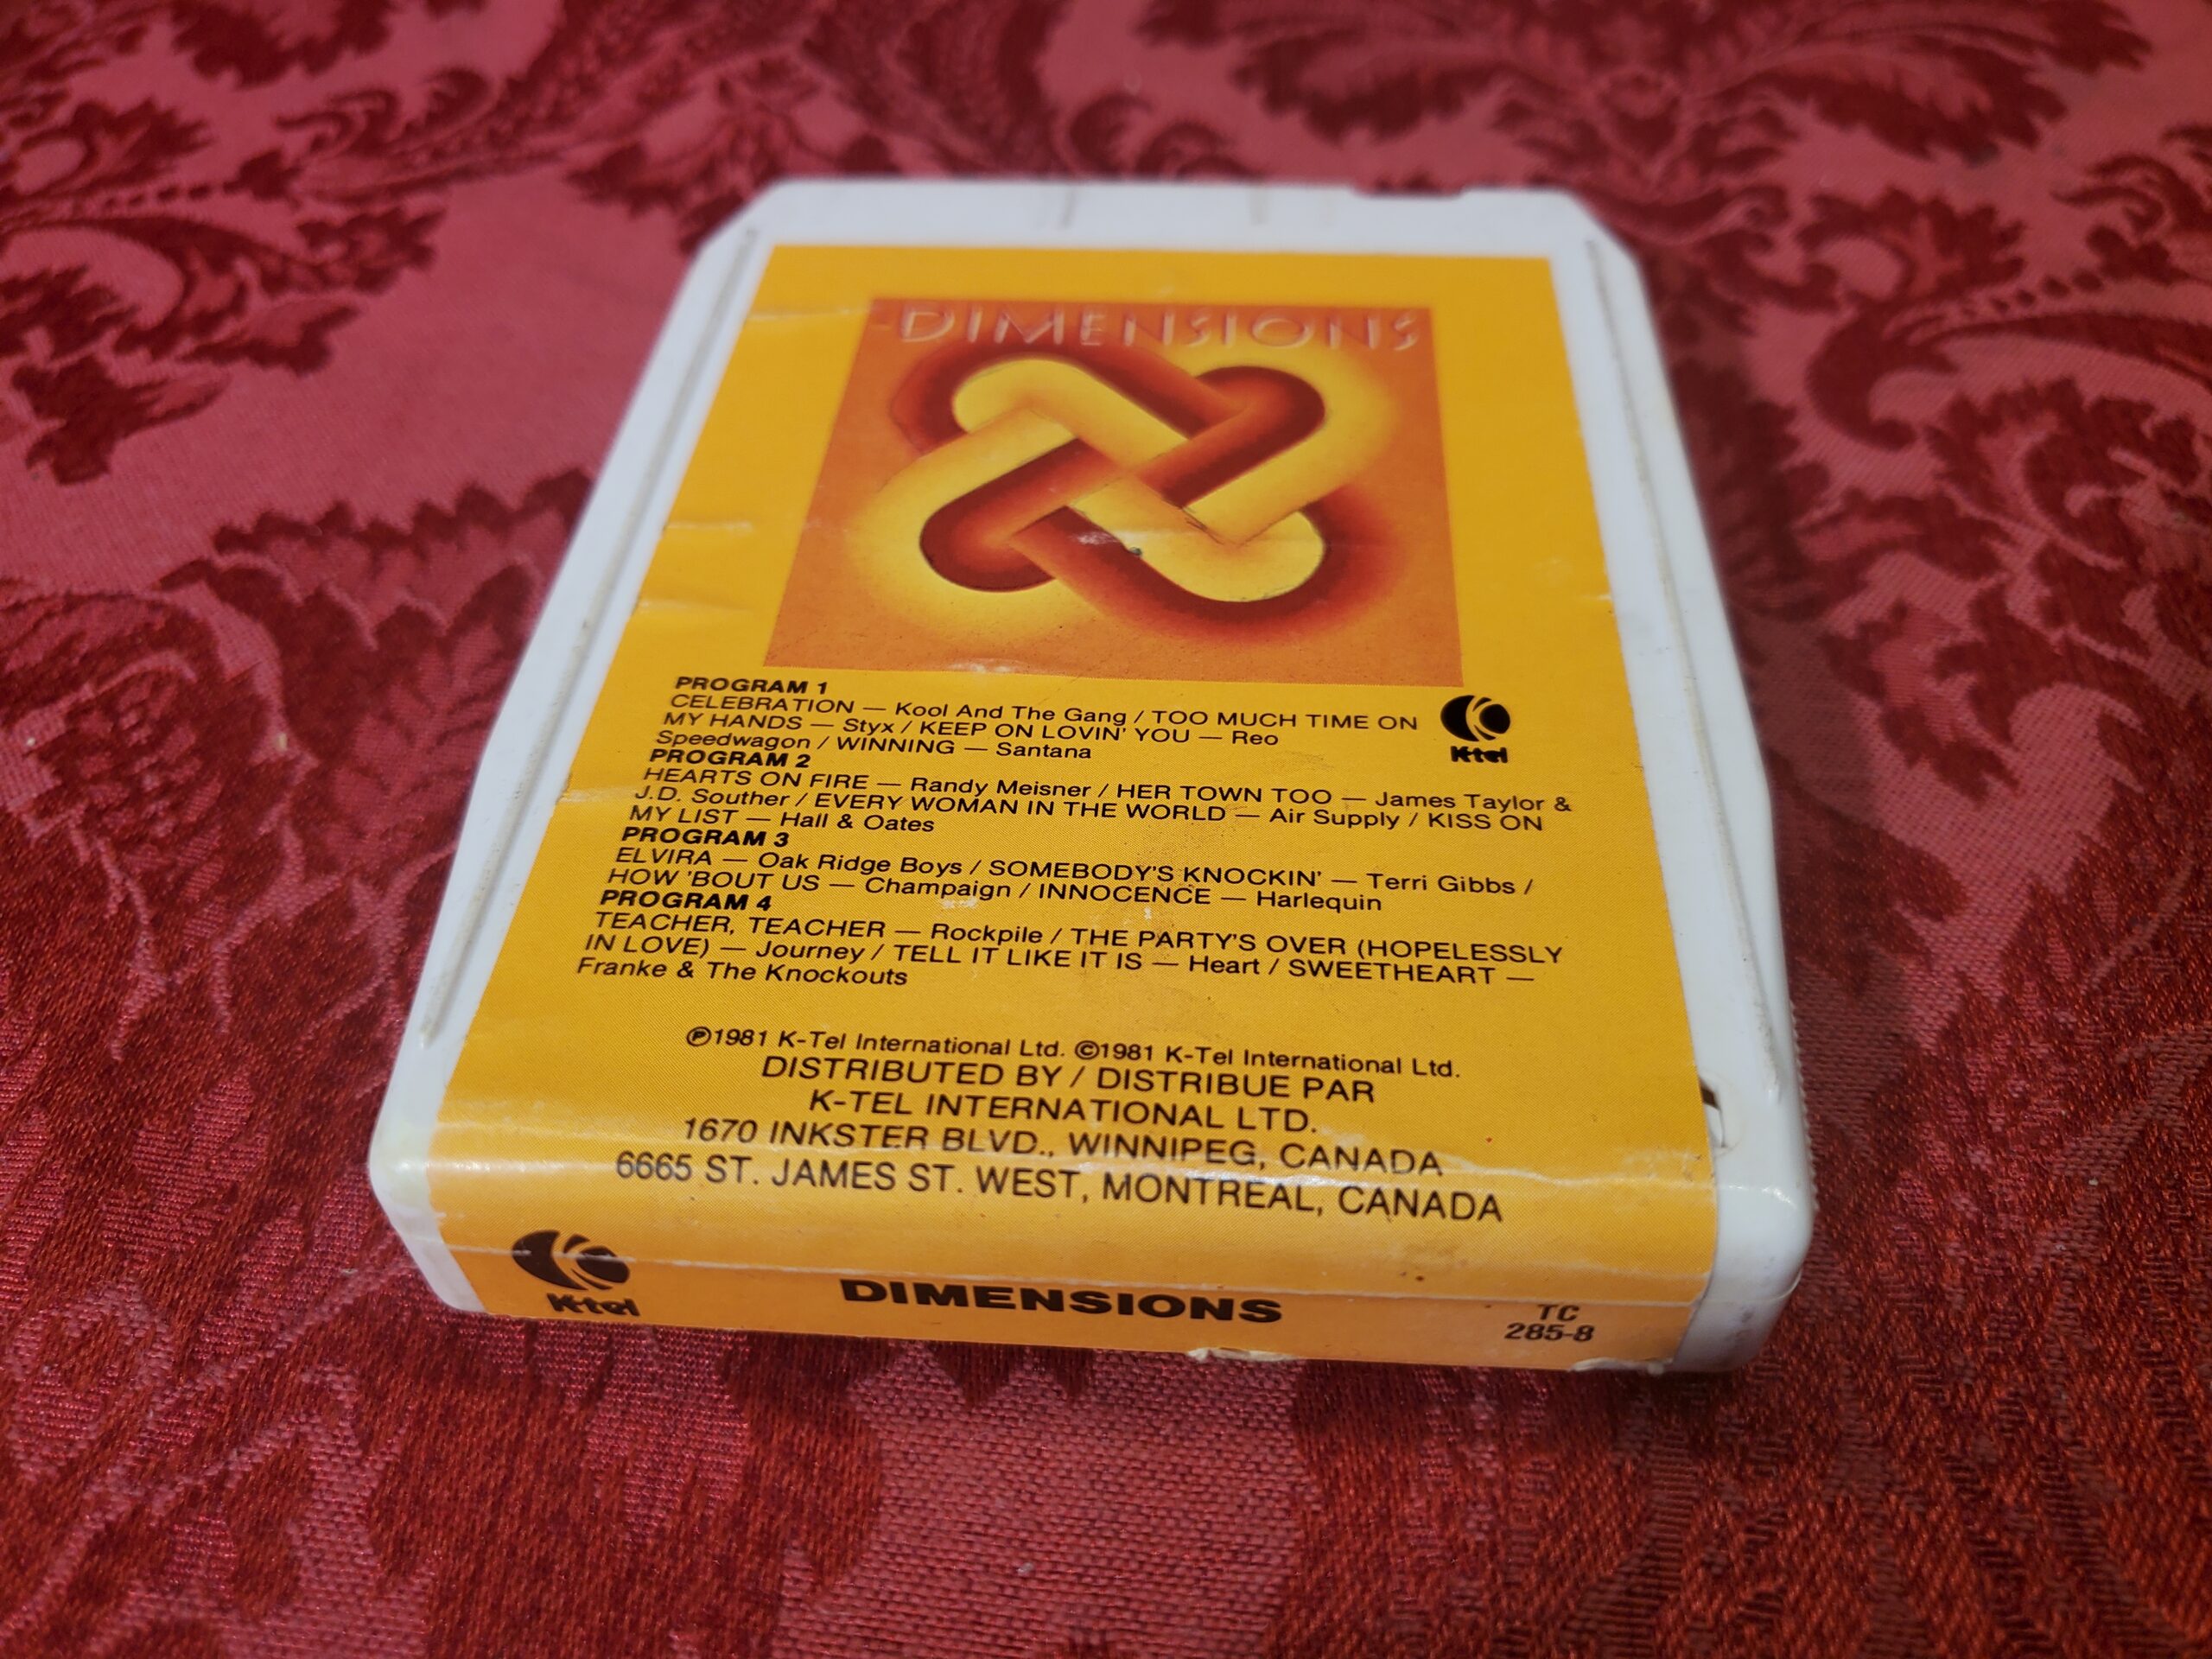 DIMENSIONS
PROGRAM 1
CELEBRATION — Kool And The Gang / TOO MUCH TIME ON
MY HANDS — Styx / KEEP ON LOVIN' YOU — Reo
Speedwagon / WINNING — Santana
K-tel
PROGRAM 2
HEARTS ON FIRE — Randy Meisner / HER TOWN TOO — James Taylor &
J.D. Souther / EVERY WOMAN IN THE WORLD — Air Supply / KISS ON
MY LIST — Hall & Oates
PROGRAM 3
ELVIRA — Oak Ridge Boys / SOMEBODY'S KNOCKIN' — Terri Gibbs /
HOW 'BOUT US — Champaign / INNOCENCE — Harlequin
PROGRAM 4
TEACHER, TEACHER — Rockpile / THE PARTY'S OVER (HOPELESSLY
IN LOVE) — Journey / TELL IT LIKE IT IS — Heart / SWEETHEART —
Franke & The Knockouts
℗1981 K-Tel International Ltd. ©1981 K-Tel International Ltd.
DISTRIBUTED BY / DISTRIBUE PAR
K-TEL INTERNATIONAL LTD.
1670 INKSTER BLVD., WINNIPEG, CANADA
6665 ST. JAMES ST. WEST, MONTREAL, CANADA
K-tel
DIMENSIONS
TC
285-8